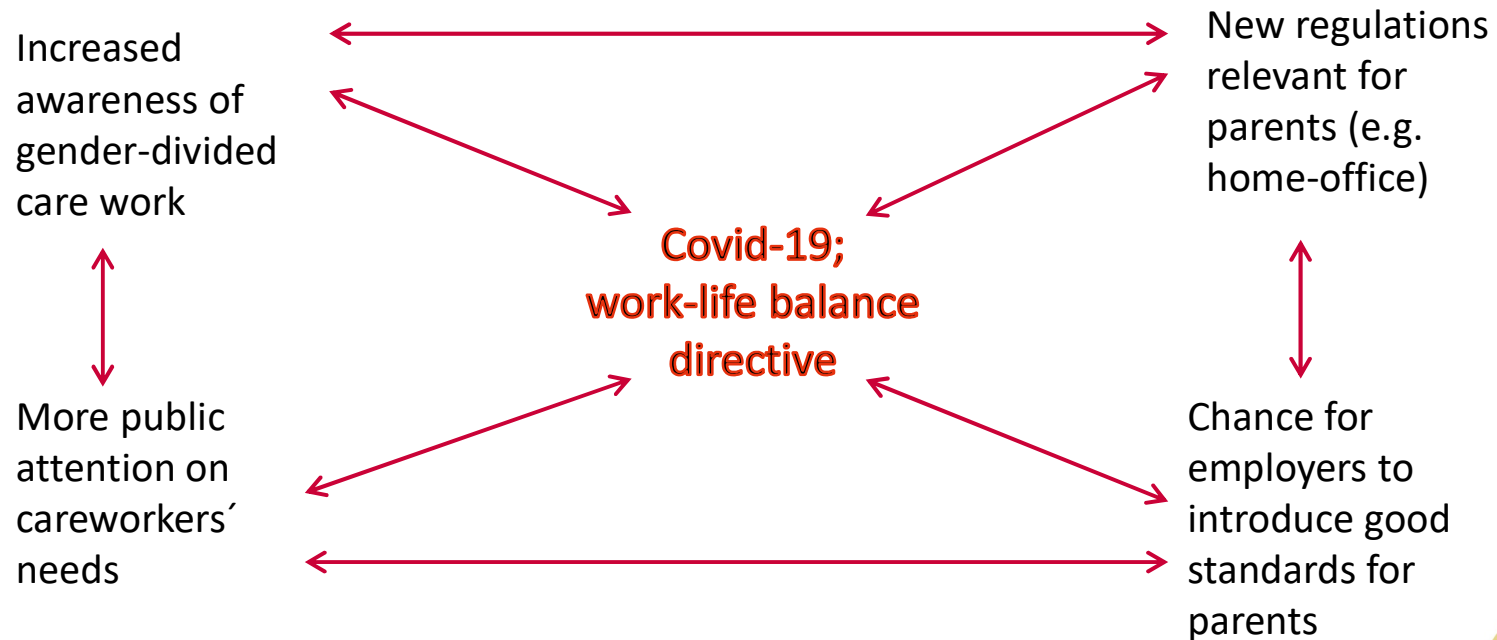 Increased
awareness of
gender-divided
care work
New regulations
relevant for
parents (e.g.
home-office)
Covid-19;
work-life balance
directive
More public
attention on
careworkers´
needs
Chance for
employers to
introduce good
standards for
parents